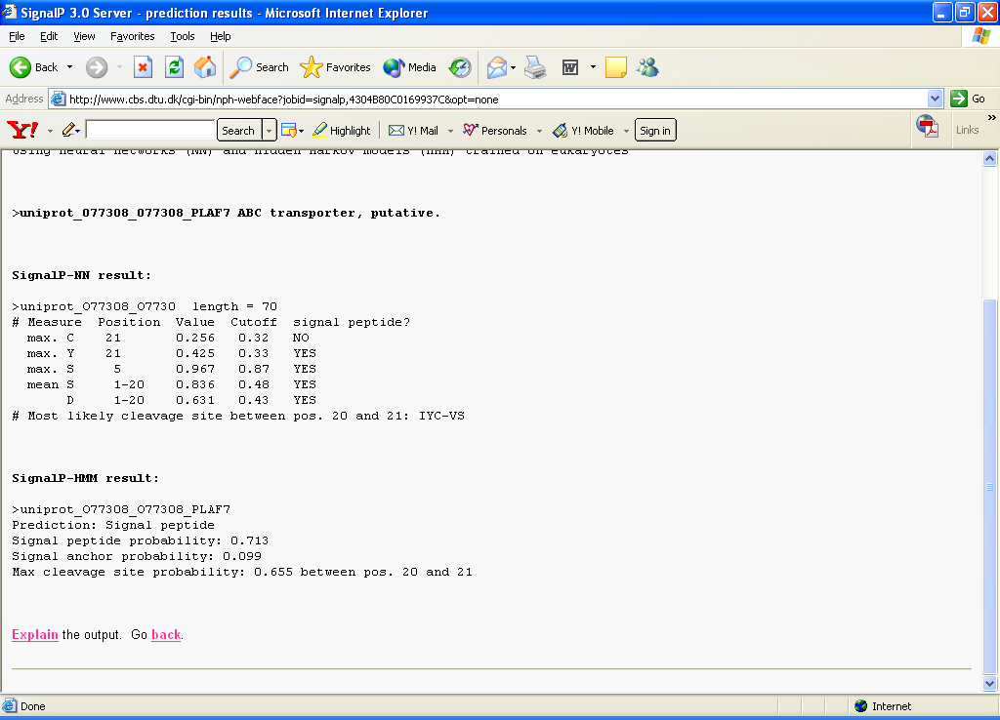 SignalP 3.0 Server - prediction results - Microsoft Internet Explorer
File Edit View Favorites Tools Help
Back Search Favorites Media
Address http://www.cbs.dtu.dk/cgi-bin/nph-webface?jobid=signalp,4304B80C0169937C&opt=none Go
Y! Search Highlight Y! Mail Personals Y! Mobile Sign in Links »
using neural networks (NN) and hidden Markov models (HMM) trained on eukaryotes
>uniprot_O77308_O77308_PLAF7 ABC transporter, putative.
SignalP-NN result:
>uniprot_O77308_O7730 length = 70
# Measure Position Value Cutoff signal peptide?
max. C 21 0.256 0.32 NO
max. Y 21 0.425 0.33 YES
max. S 5 0.967 0.87 YES
mean S 1-20 0.836 0.48 YES
D 1-20 0.631 0.43 YES
# Most likely cleavage site between pos. 20 and 21: IYC-VS
SignalP-HMM result:
>uniprot_O77308_O77308_PLAF7
Prediction: Signal peptide
Signal peptide probability: 0.713
Signal anchor probability: 0.099
Max cleavage site probability: 0.655 between pos. 20 and 21
Explain the output. Go back.
Done Internet